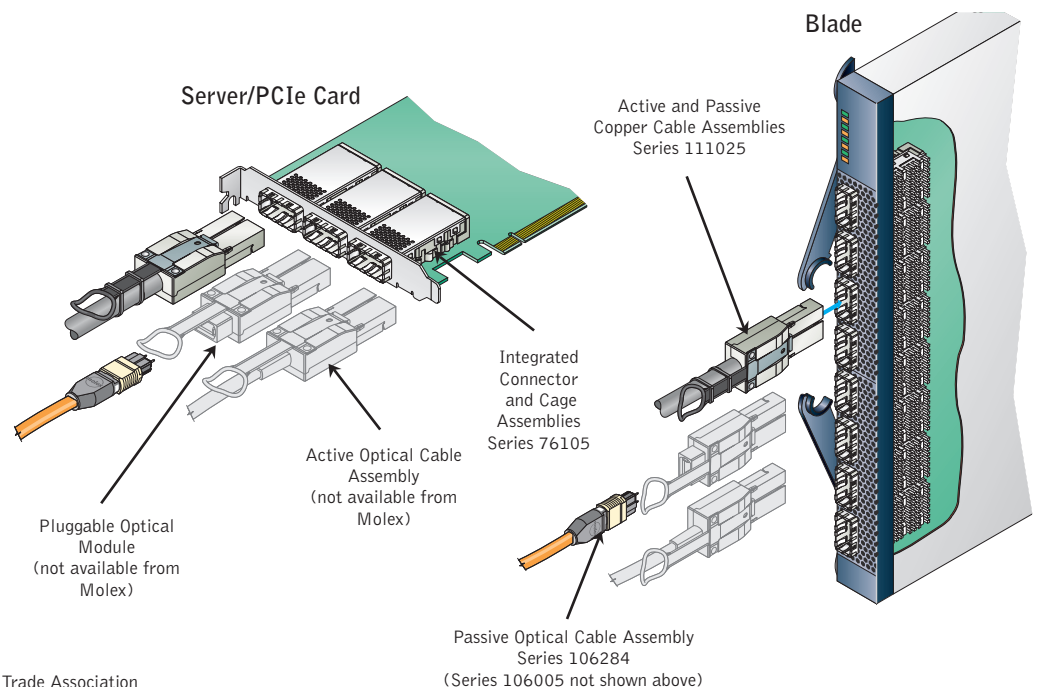 Blade
Server/PCIe Card
Active and Passive
Copper Cable Assemblies
Series 111025
Integrated
Connector
and Cage
Assemblies
Series 76105
Active Optical Cable
Assembly
(not available from
Molex)
Pluggable Optical
Module
(not available from
Molex)
Passive Optical Cable Assembly
Series 106284
(Series 106005 not shown above)
Trade Association